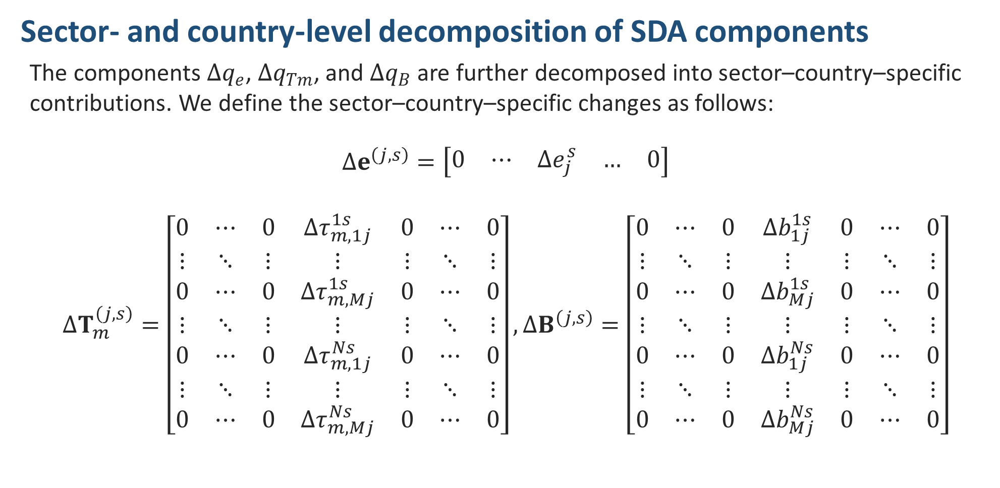 Sector- and country-level decomposition of SDA components
The components Δq_e, Δq_{Tm}, and Δq_B are further decomposed into sector–country–specific
contributions. We define the sector–country–specific changes as follows:
Δ𝐞^{(j,s)} = [0 ⋯ Δe_j^s … 0]
Δ𝐓_m^{(j,s)} = [0 ⋯ 0 Δτ_{m,1j}^{1s} 0 ⋯ 0
⋮ ⋱ ⋮ ⋮ ⋮ ⋱ ⋮
0 ⋯ 0 Δτ_{m,Mj}^{1s} 0 ⋯ 0
⋮ ⋱ ⋮ ⋮ ⋮ ⋱ ⋮
0 ⋯ 0 Δτ_{m,1j}^{Ns} 0 ⋯ 0
⋮ ⋱ ⋮ ⋮ ⋮ ⋱ ⋮
0 ⋯ 0 Δτ_{m,Mj}^{Ns} 0 ⋯ 0],
Δ𝐁^{(j,s)} = [0 ⋯ 0 Δb_{1j}^{1s} 0 ⋯ 0
⋮ ⋱ ⋮ ⋮ ⋮ ⋱ ⋮
0 ⋯ 0 Δb_{Mj}^{1s} 0 ⋯ 0
⋮ ⋱ ⋮ ⋮ ⋮ ⋱ ⋮
0 ⋯ 0 Δb_{1j}^{Ns} 0 ⋯ 0
⋮ ⋱ ⋮ ⋮ ⋮ ⋱ ⋮
0 ⋯ 0 Δb_{Mj}^{Ns} 0 ⋯ 0]